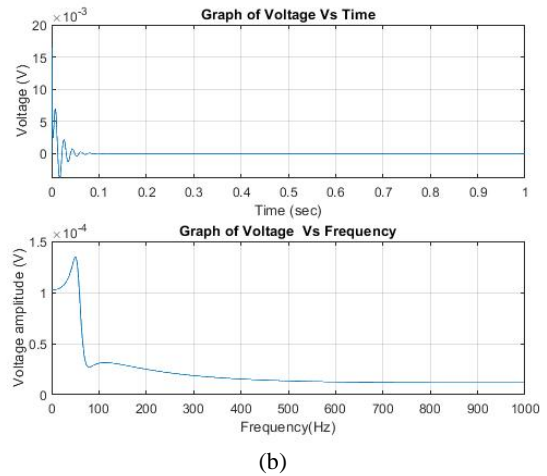 Graph of Voltage Vs Time
×10⁻³
20
15
10
5
0
Voltage (V)
0 0.1 0.2 0.3 0.4 0.5 0.6 0.7 0.8 0.9 1
Time (sec)
Graph of Voltage Vs Frequency
×10⁻⁴
1.5
1
0.5
0
Voltage amplitude (V)
0 100 200 300 400 500 600 700 800 900 1000
Frequency(Hz)
(b)